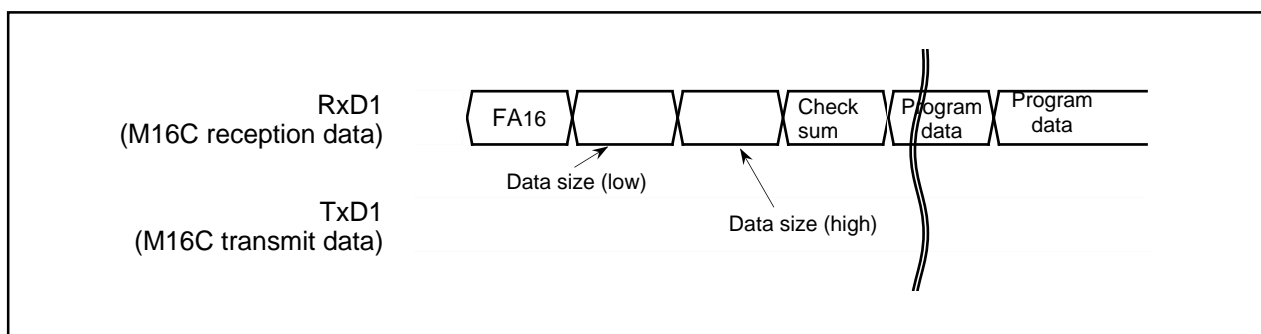 RxD1
(M16C reception data)
FA16
Check
sum
Program
data
Program
data
Data size (low)
Data size (high)
TxD1
(M16C transmit data)